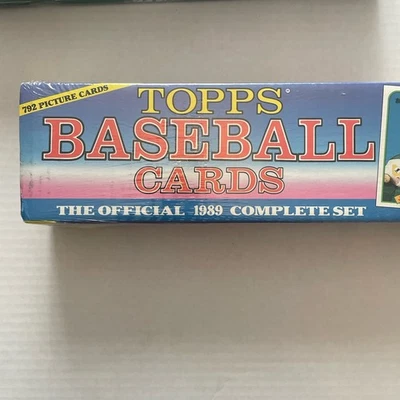 792 PICTURE CARDS
TOPPS
BASEBALL
CARDS
THE OFFICIAL 1989 COMPLETE SET